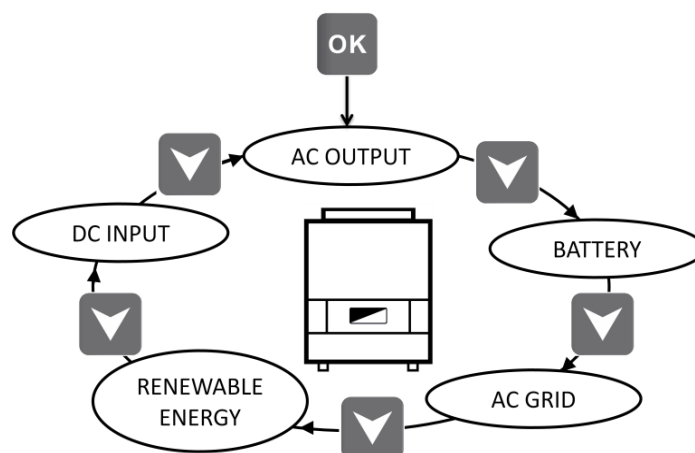 OK
AC OUTPUT
DC INPUT
BATTERY
RENEWABLE
ENERGY
AC GRID